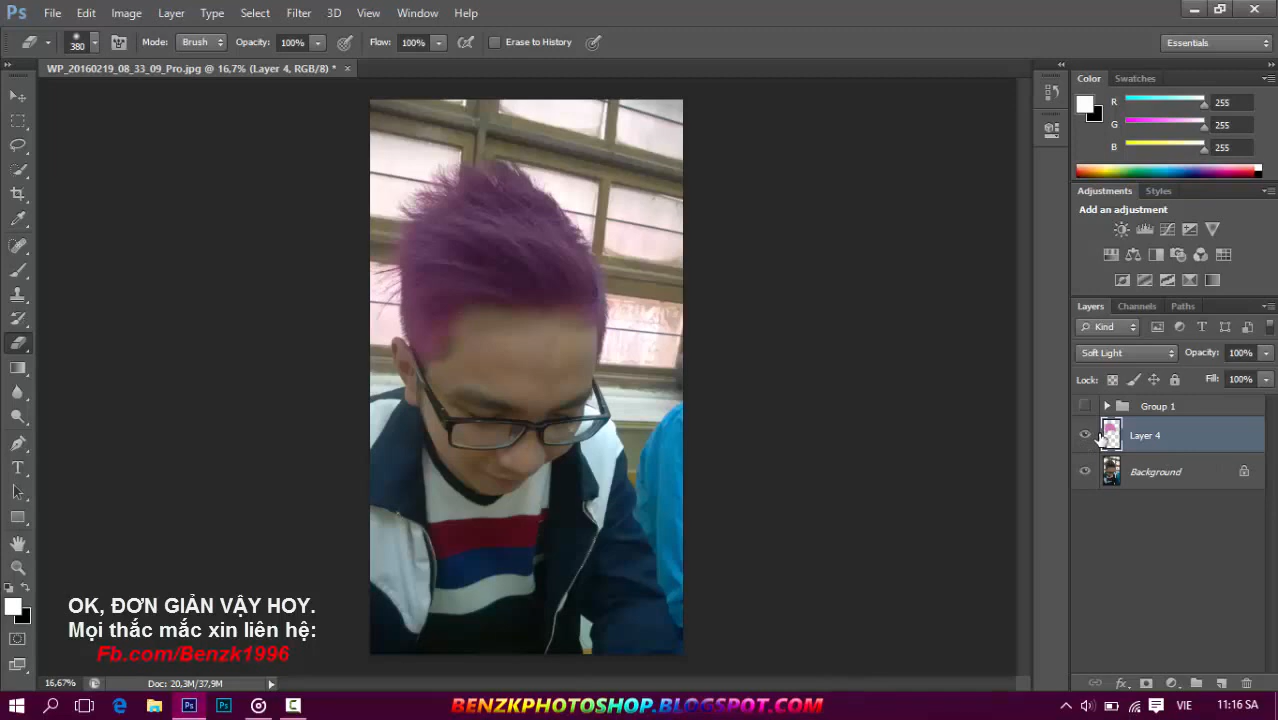 Ps File Edit Image Layer Type Select Filter 3D View Window Help
380 Mode: Brush Opacity: 100% Flow: 100% Erase to History Essentials
WP_20160219_08_33_09_Pro.jpg @ 16,7% (Layer 4, RGB/8) * ×
Color Swatches
R 255
G 255
B 255
Adjustments Styles
Add an adjustment
Layers Channels Paths
Kind
Soft Light Opacity: 100%
Lock: Fill: 100%
Group 1
Layer 4
Background
OK, ĐƠN GIẢN VẬY HOY.
Mọi thắc mắc xin liên hệ:
Fb.com/Benzk1996
16,67% Doc: 20,3M/37,9M
BENZKPHOTOSHOP.BLOGSPOT.COM
VIE 11:16 SA